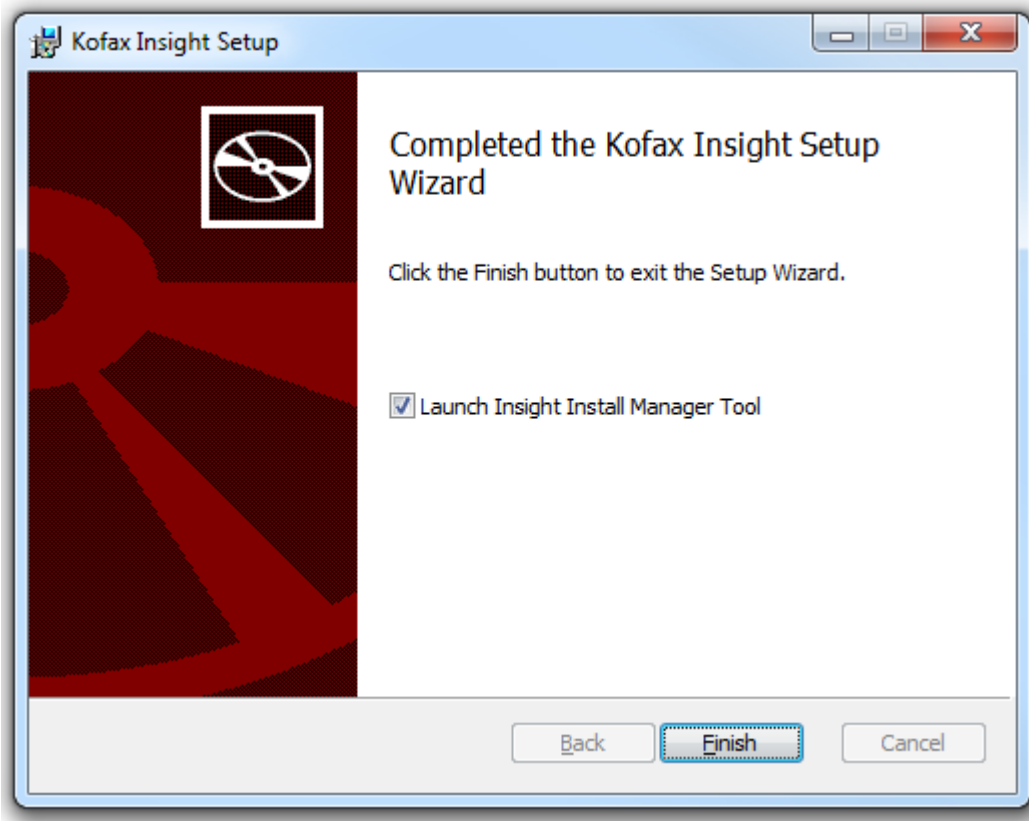 Kofax Insight Setup
Completed the Kofax Insight Setup
Wizard
Click the Finish button to exit the Setup Wizard.
Launch Insight Install Manager Tool
Back Finish Cancel